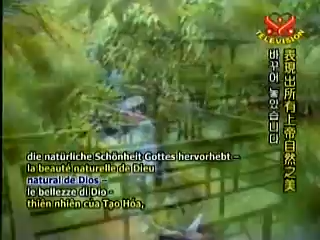 TELEVISION
表現出所有上帝自然之美
바꾸어 놓았습니다
die natürliche Schönheit Gottes hervorhebt –
la beauté naturelle de Dieu
natural de Dios –
le bellezze di Dio -
thiên nhiên của Tạo Hóa,